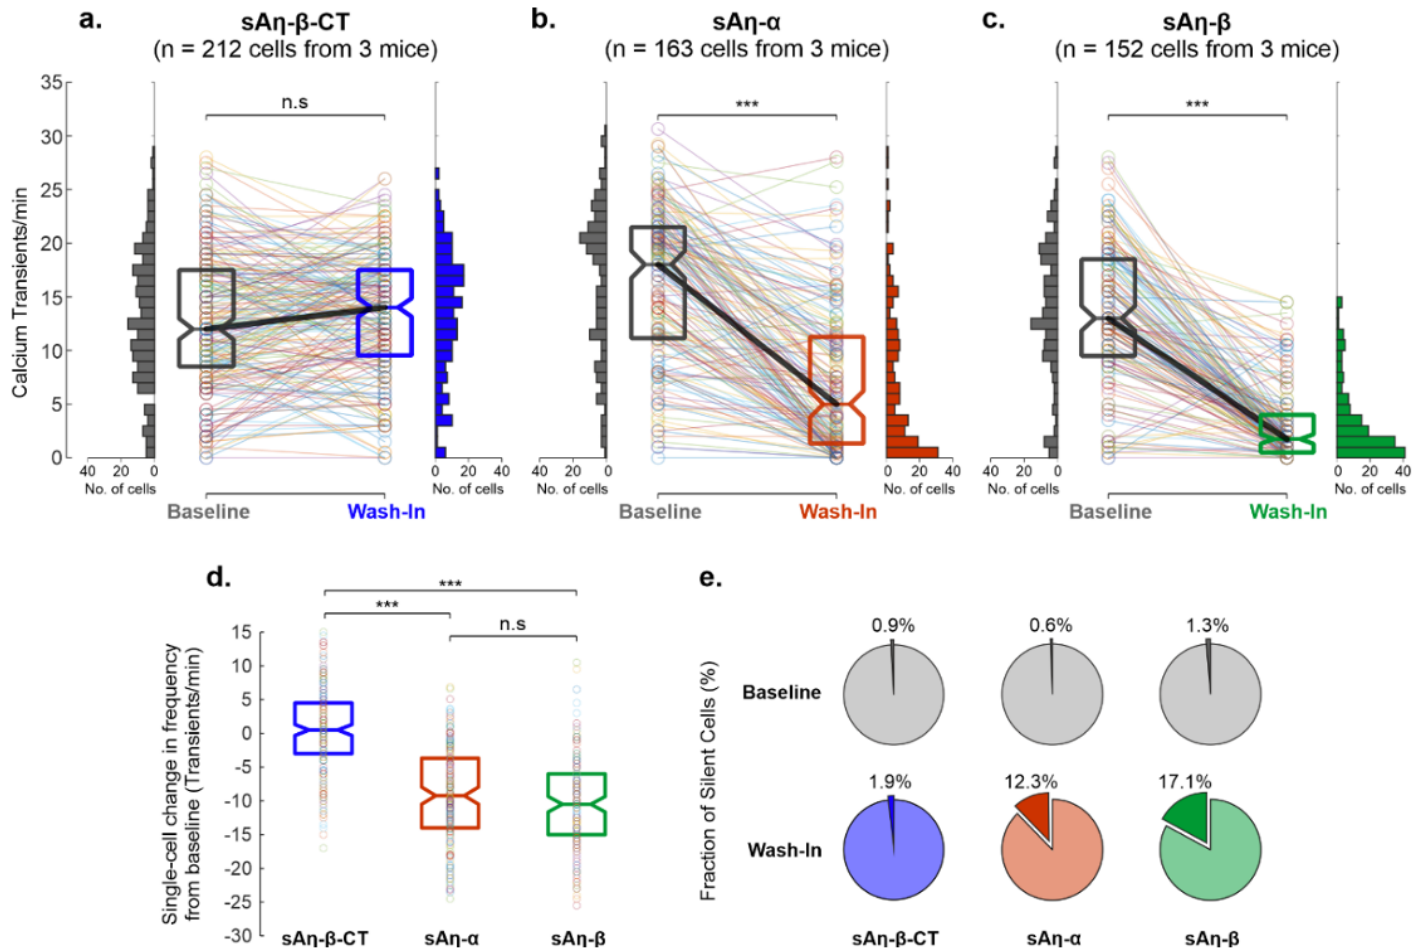 a.
sAη-β-CT
(n = 212 cells from 3 mice)
b.
sAη-α
(n = 163 cells from 3 mice)
c.
sAη-β
(n = 152 cells from 3 mice)
Calcium Transients/min
35
30
25
20
15
10
5
0
n.s
***
***
40 20 0
No. of cells
0 20 40
No. of cells
40 20 0
No. of cells
0 20 40
No. of cells
40 20 0
No. of cells
0 20 40
No. of cells
Baseline
Wash-In
Baseline
Wash-In
Baseline
Wash-In
d.
***
***
n.s
Single-cell change in frequency
from baseline (Transients/min)
15
10
5
0
-5
-10
-15
-20
-25
-30
sAη-β-CT
sAη-α
sAη-β
e.
Fraction of Silent Cells (%)
0.9%
0.6%
1.3%
Baseline
1.9%
12.3%
17.1%
Wash-In
sAη-β-CT
sAη-α
sAη-β